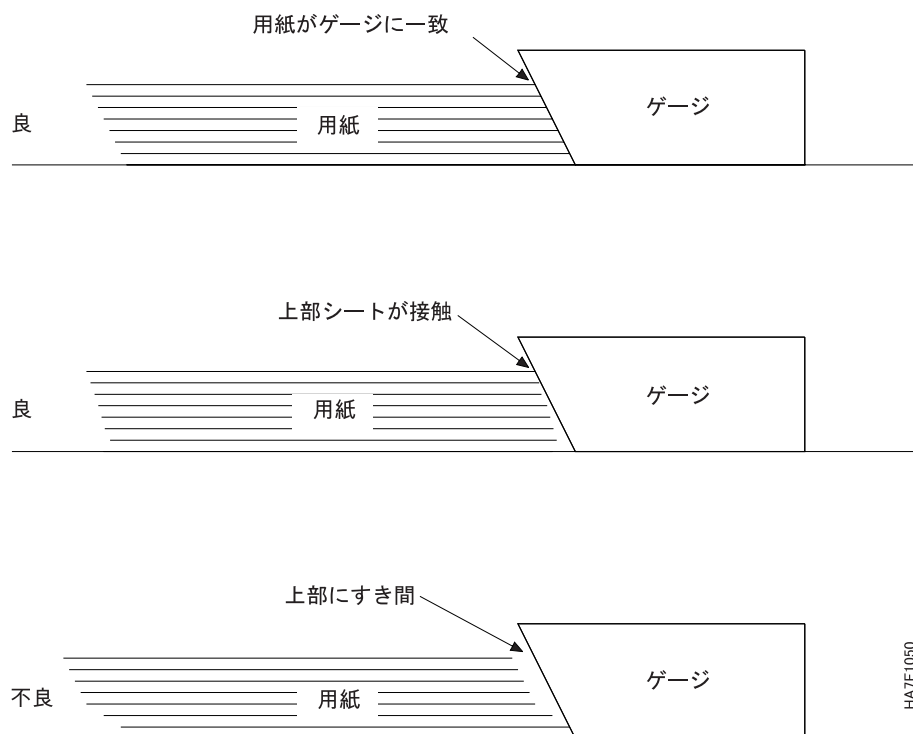 用紙がゲージに一致
良
用紙
ゲージ
上部シートが接触
良
用紙
ゲージ
上部にすき間
不良
用紙
ゲージ
HA7F1050